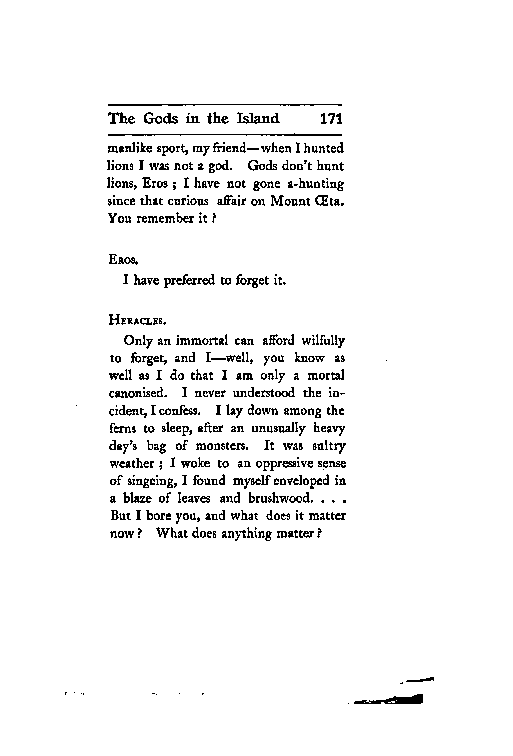 The Gods in the Island 171
manlike sport, my friend—when I hunted
lions I was not a god. Gods don't hunt
lions, Eros ; I have not gone a-hunting
since that curious affair on Mount Œta.
You remember it ?
Eros.
I have preferred to forget it.
Heracles.
Only an immortal can afford wilfully
to forget, and I—well, you know as
well as I do that I am only a mortal
canonised. I never understood the in-
cident, I confess. I lay down among the
ferns to sleep, after an unusually heavy
day's bag of monsters. It was sultry
weather ; I woke to an oppressive sense
of singeing, I found myself enveloped in
a blaze of leaves and brushwood. . . .
But I bore you, and what does it matter
now ? What does anything matter ?